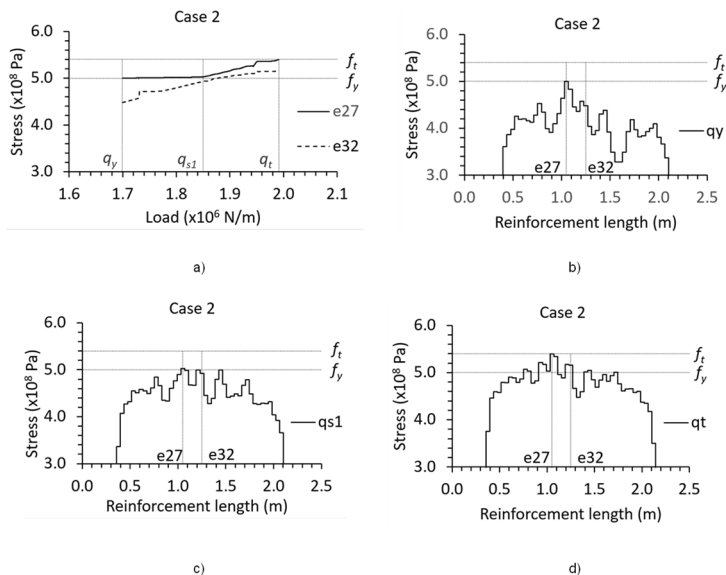 Case 2
6.0
5.0
4.0
3.0
Stress (x10⁸ Pa)
fₜ
f_y
e27
e32
q_y
q_s1
q_t
1.6 1.7 1.8 1.9 2.0 2.1
Load (x10⁶ N/m)
a)
Case 2
6.0
5.0
4.0
3.0
Stress (x10⁸ Pa)
fₜ
f_y
qy
e27 e32
0.0 0.5 1.0 1.5 2.0 2.5
Reinforcement length (m)
b)
Case 2
6.0
5.0
4.0
3.0
Stress (x10⁸ Pa)
fₜ
f_y
qs1
e27 e32
0.0 0.5 1.0 1.5 2.0 2.5
Reinforcement length (m)
c)
Case 2
6.0
5.0
4.0
3.0
Stress (x10⁸ Pa)
fₜ
f_y
qt
e27 e32
0.0 0.5 1.0 1.5 2.0 2.5
Reinforcement length (m)
d)